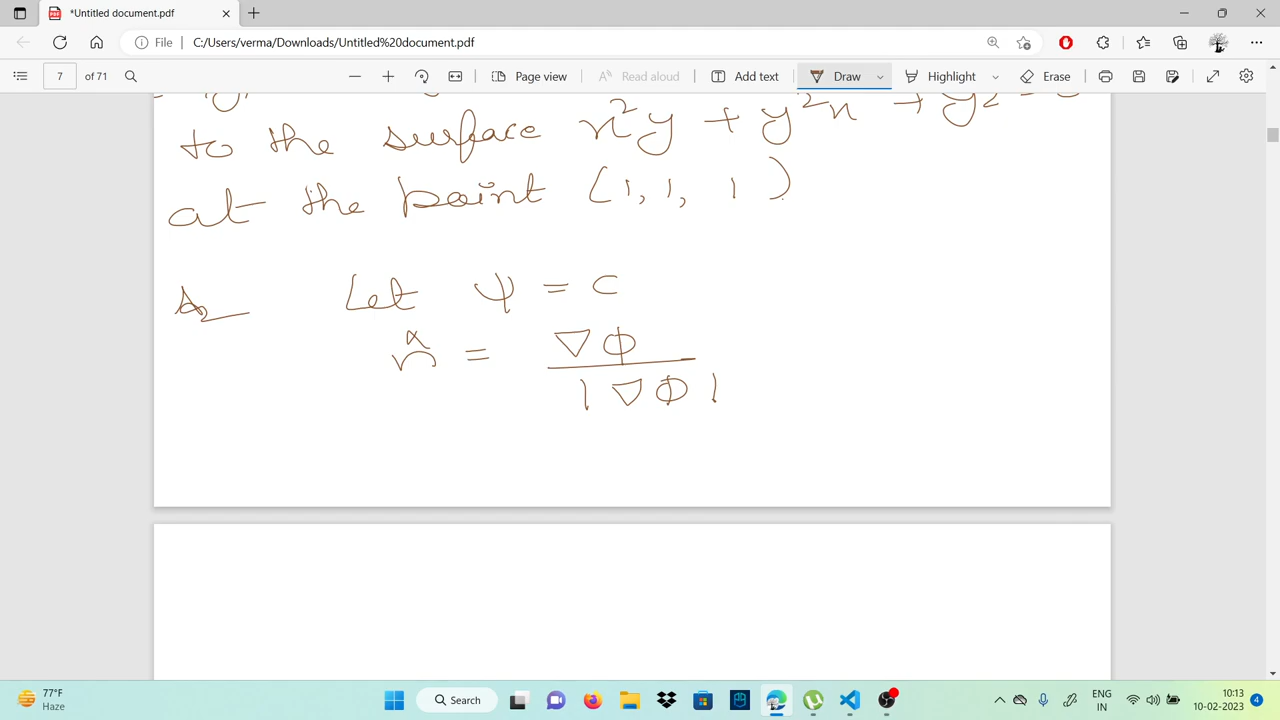 *Untitled document.pdf
File C:/Users/verma/Downloads/Untitled%20document.pdf
7 of 71 Page view Read aloud Add text Draw Highlight Erase
to the surface x²y + y²x + yz
at the point (1, 1, 1)
Let ψ = c
n̂ = ∇Φ
|∇Φ|
77°F
Haze
Search
ENG
IN
10:13
10-02-2023
4